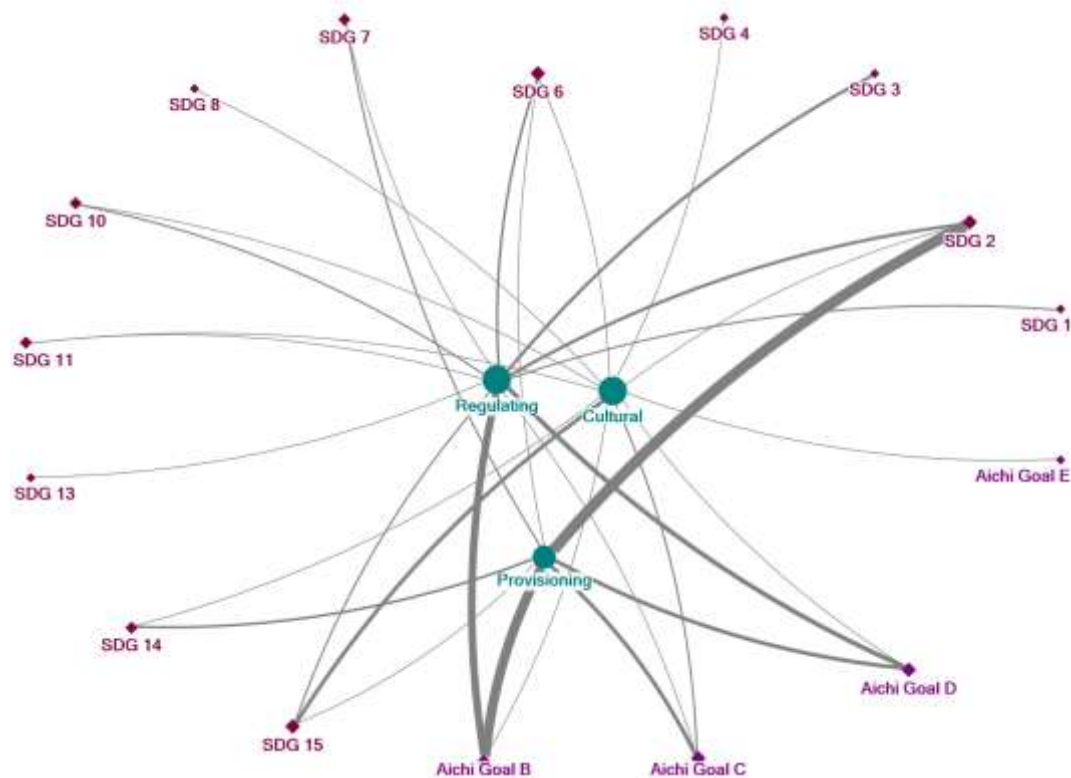 SDG 7
SDG 4
SDG 6
SDG 3
SDG 8
SDG 10
SDG 2
SDG 1
SDG 11
Regulating
Cultural
Aichi Goal E
SDG 13
Provisioning
SDG 14
Aichi Goal D
SDG 15
Aichi Goal B
Aichi Goal C